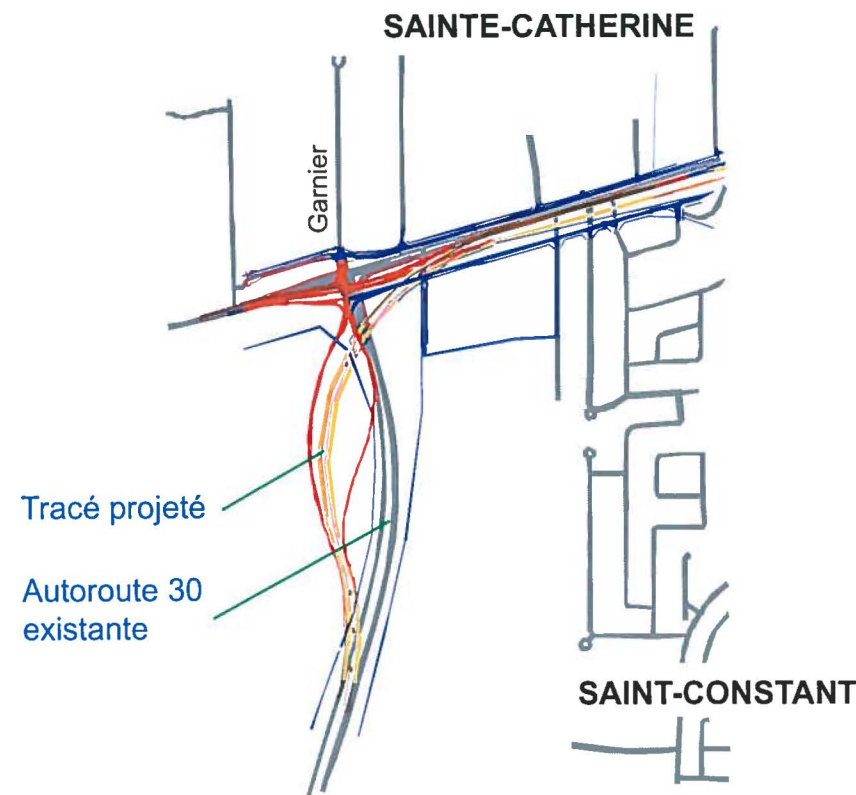 SAINTE-CATHERINE
Garnier
Tracé projeté
Autoroute 30
existante
SAINT-CONSTANT